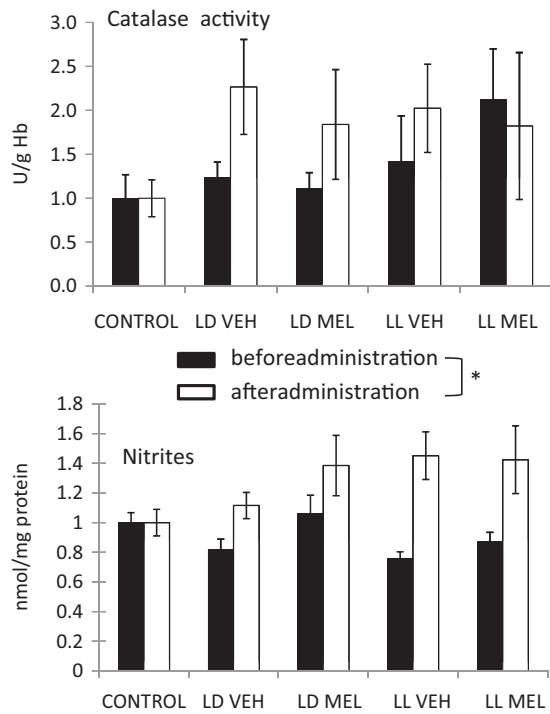 Catalase activity
3.0
2.5
2.0
1.5
1.0
0.5
0.0
U/g Hb
CONTROL LD VEH LD MEL LL VEH LL MEL
beforeadministration
afteradministration
*
1.8
1.6
1.4
1.2
1
0.8
0.6
0.4
0.2
0
Nitrites
nmol/mg protein
CONTROL LD VEH LD MEL LL VEH LL MEL